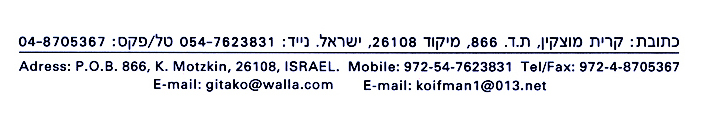 כתובת: קרית מוצקין, ת.ד. 866, מיקוד 26108, ישראל. נייד: 054-7623831 טל/פקס: 04-8705367
Adress: P.O.B. 866, K. Motzkin, 26108, ISRAEL. Mobile: 972-54-7623831 Tel/Fax: 972-4-8705367
E-mail: gitako@walla.com E-mail: koifman1@013.net